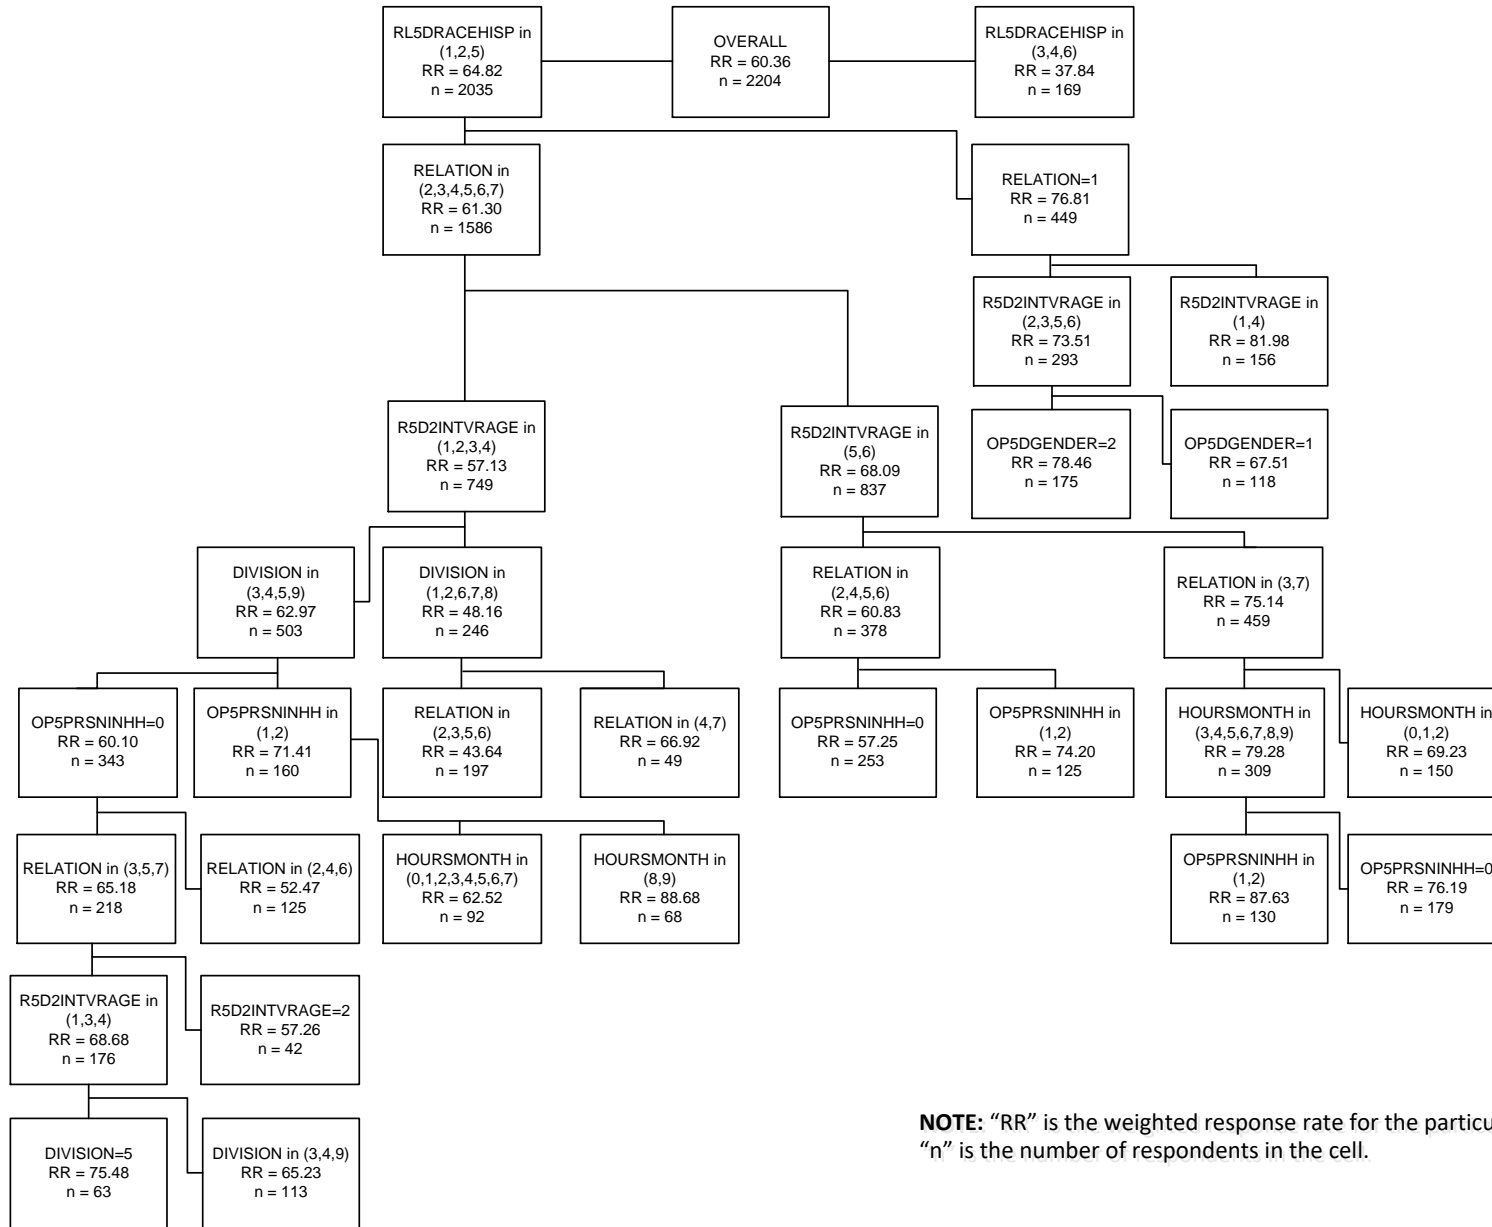 RL5DRACEHISP in
(1,2,5)
RR = 64.82
n = 2035
OVERALL
RR = 60.36
n = 2204
RL5DRACEHISP in
(3,4,6)
RR = 37.84
n = 169
RELATION in
(2,3,4,5,6,7)
RR = 61.30
n = 1586
RELATION=1
RR = 76.81
n = 449
R5D2INTVRAGE in
(2,3,5,6)
RR = 73.51
n = 293
R5D2INTVRAGE in
(1,4)
RR = 81.98
n = 156
R5D2INTVRAGE in
(1,2,3,4)
RR = 57.13
n = 749
R5D2INTVRAGE in
(5,6)
RR = 68.09
n = 837
OP5DGENDER=2
RR = 78.46
n = 175
OP5DGENDER=1
RR = 67.51
n = 118
DIVISION in
(3,4,5,9)
RR = 62.97
n = 503
DIVISION in
(1,2,6,7,8)
RR = 48.16
n = 246
RELATION in
(2,4,5,6)
RR = 60.83
n = 378
RELATION in (3,7)
RR = 75.14
n = 459
OP5PRSNINHH=0
RR = 60.10
n = 343
OP5PRSNINHH in
(1,2)
RR = 71.41
n = 160
RELATION in
(2,3,5,6)
RR = 43.64
n = 197
RELATION in (4,7)
RR = 66.92
n = 49
OP5PRSNINHH=0
RR = 57.25
n = 253
OP5PRSNINHH in
(1,2)
RR = 74.20
n = 125
HOURSMONTH in
(3,4,5,6,7,8,9)
RR = 79.28
n = 309
HOURSMONTH in
(0,1,2)
RR = 69.23
n = 150
RELATION in (3,5,7)
RR = 65.18
n = 218
RELATION in (2,4,6)
RR = 52.47
n = 125
HOURSMONTH in
(0,1,2,3,4,5,6,7)
RR = 62.52
n = 92
HOURSMONTH in
(8,9)
RR = 88.68
n = 68
OP5PRSNINHH in
(1,2)
RR = 87.63
n = 130
OP5PRSNINHH=0
RR = 76.19
n = 179
R5D2INTVRAGE in
(1,3,4)
RR = 68.68
n = 176
R5D2INTVRAGE=2
RR = 57.26
n = 42
DIVISION=5
RR = 75.48
n = 63
DIVISION in (3,4,9)
RR = 65.23
n = 113
NOTE: “RR” is the weighted response rate for the particu
“n” is the number of respondents in the cell.